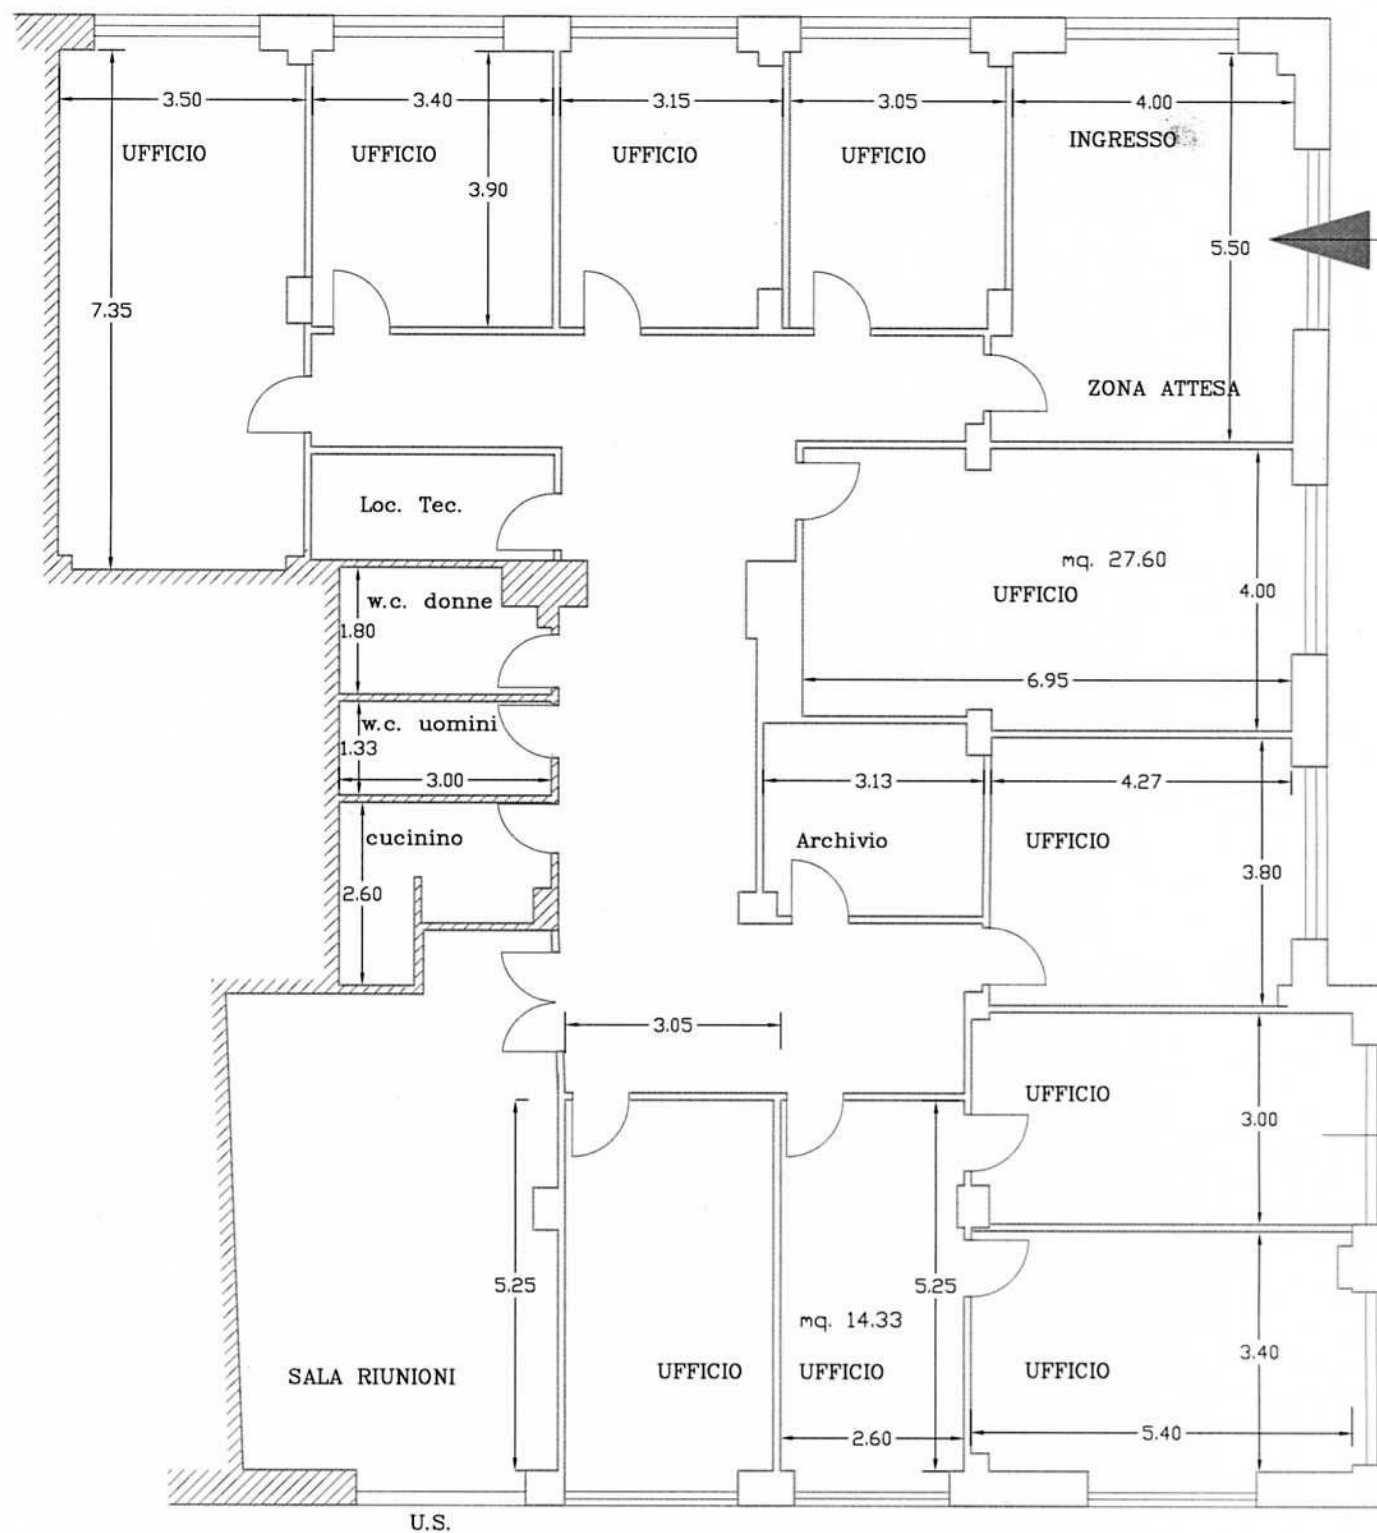 3.50
3.40
3.15
3.05
4.00
UFFICIO
UFFICIO
UFFICIO
UFFICIO
INGRESSO
3.90
5.50
7.35
ZONA ATTESA
Loc. Tec.
mq. 27.60
UFFICIO
4.00
w.c. donne
1.80
6.95
w.c. uomini
1.33
3.00
3.13
4.27
cucinino
Archivio
UFFICIO
2.60
3.80
3.05
UFFICIO
3.00
5.25
5.25
mq. 14.33
3.40
SALA RIUNIONI
UFFICIO
UFFICIO
UFFICIO
2.60
5.40
U.S.